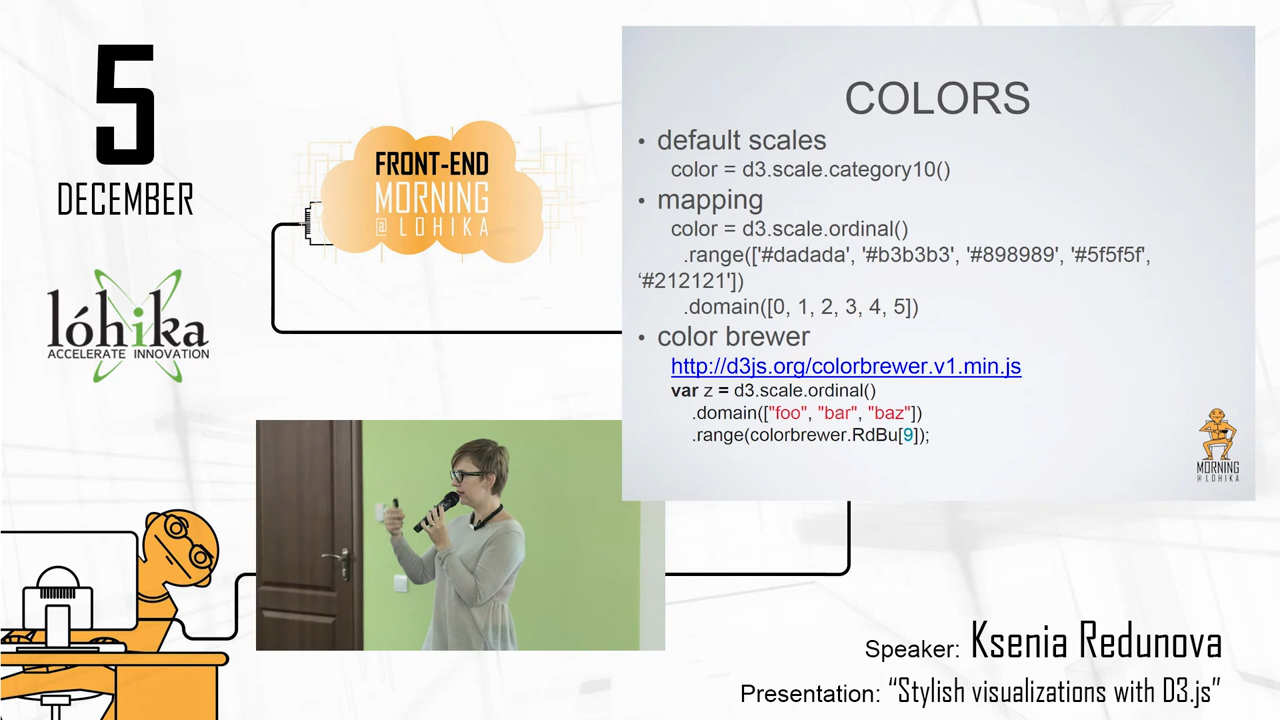 5
DECEMBER
lóhika
ACCELERATE INNOVATION
FRONT-END
MORNING
@ LOHIKA
COLORS
• default scales
color = d3.scale.category10()
• mapping
color = d3.scale.ordinal()
.range(['#dadada', '#b3b3b3', '#898989', '#5f5f5f',
‘#212121'])
.domain([0, 1, 2, 3, 4, 5])
• color brewer
http://d3js.org/colorbrewer.v1.min.js
var z = d3.scale.ordinal()
.domain(["foo", "bar", "baz"])
.range(colorbrewer.RdBu[9]);
MORNING
@ LOHIKA
Speaker: Ksenia Redunova
Presentation: “Stylish visualizations with D3.js”